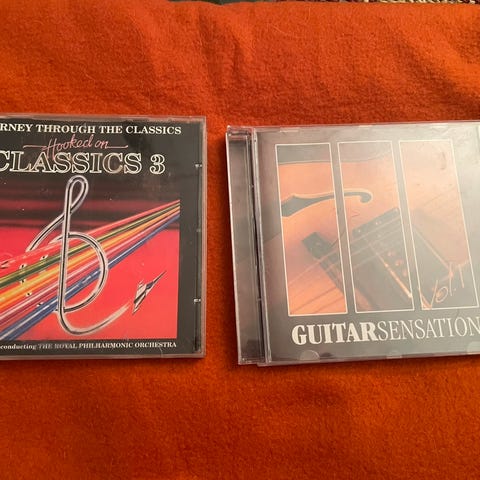 RNEY THROUGH THE CLASSICS
Hooked on
CLASSICS 3
conducting THE ROYAL PHILHARMONIC ORCHESTRA
Vol. 1
GUITARSENSATION